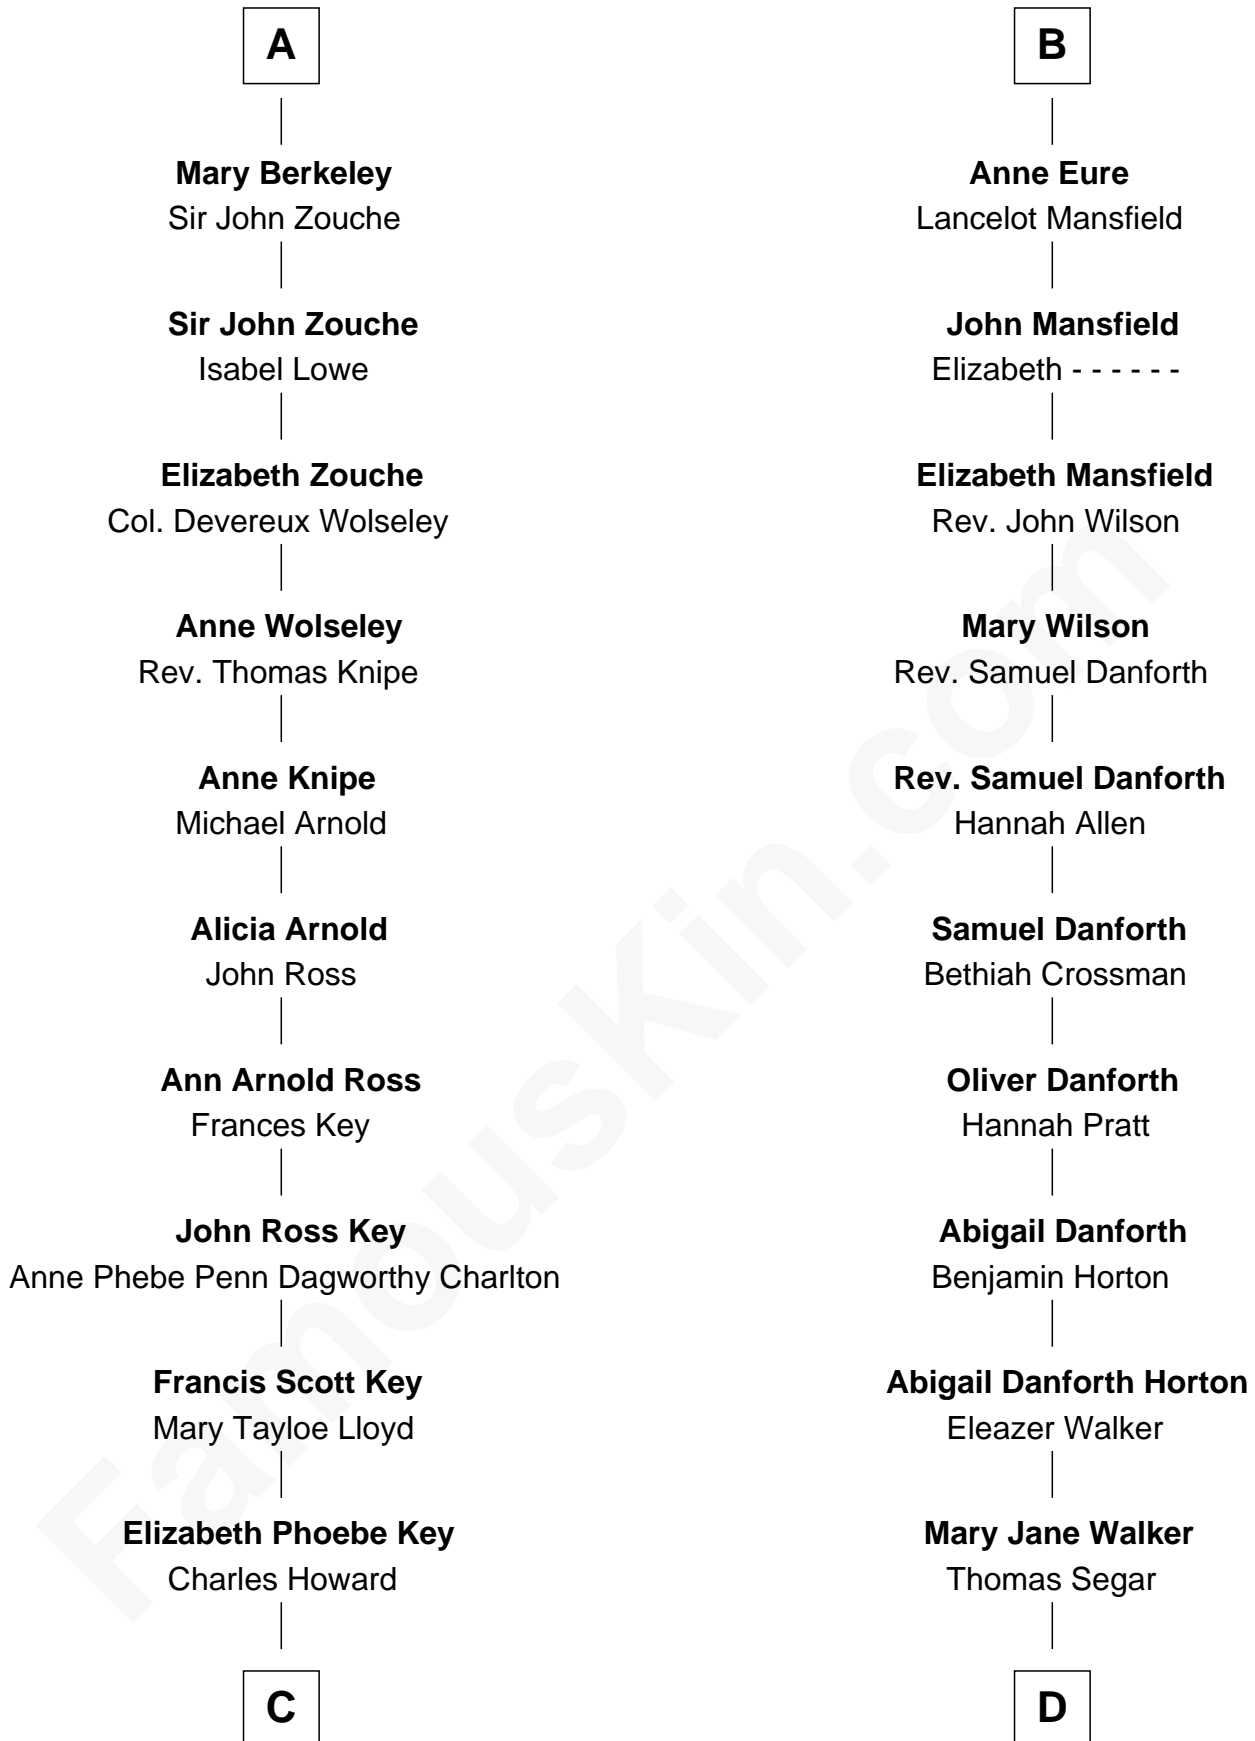 A
Mary Berkeley
Sir John Zouche
Sir John Zouche
Isabel Lowe
Elizabeth Zouche
Col. Devereux Wolseley
Anne Wolseley
Rev. Thomas Knipe
Anne Knipe
Michael Arnold
Alicia Arnold
John Ross
Ann Arnold Ross
Frances Key
John Ross Key
Anne Phebe Penn Dagworthy Charlton
Francis Scott Key
Mary Tayloe Lloyd
Elizabeth Phoebe Key
Charles Howard
C
B
Anne Eure
Lancelot Mansfield
John Mansfield
Elizabeth - - - - - -
Elizabeth Mansfield
Rev. John Wilson
Mary Wilson
Rev. Samuel Danforth
Rev. Samuel Danforth
Hannah Allen
Samuel Danforth
Bethiah Crossman
Oliver Danforth
Hannah Pratt
Abigail Danforth
Benjamin Horton
Abigail Danforth Horton
Eleazer Walker
Mary Jane Walker
Thomas Segar
D
FamousKin.com